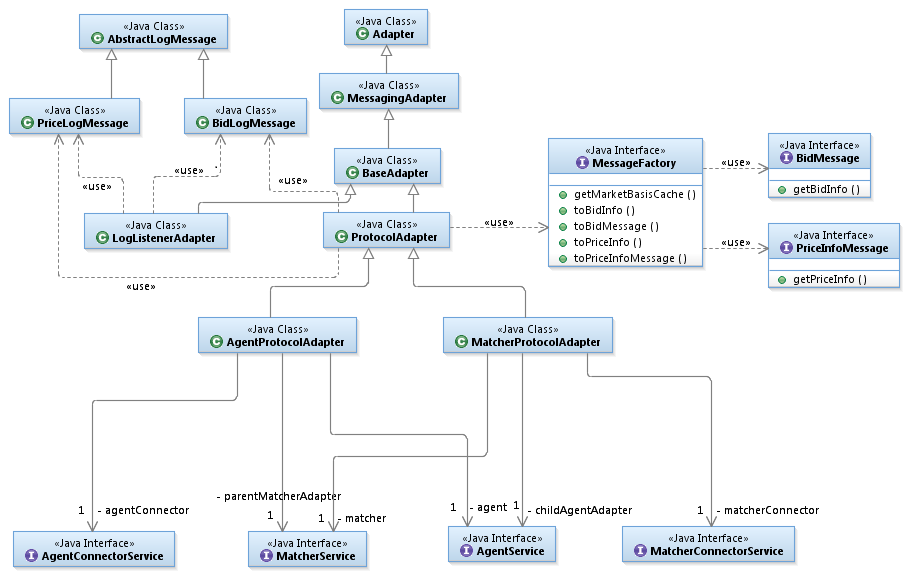 «Java Class»
AbstractLogMessage
«Java Class»
Adapter
«Java Class»
MessagingAdapter
«Java Class»
PriceLogMessage
«Java Class»
BidLogMessage
«Java Class»
BaseAdapter
«Java Interface»
MessageFactory
getMarketBasisCache ( )
toBidInfo ( )
toBidMessage ( )
toPriceInfo ( )
toPriceInfoMessage ( )
«Java Interface»
BidMessage
getBidInfo ( )
«use»
«use»
«use»
«use»
«use»
«use»
«use»
«Java Class»
LogListenerAdapter
«Java Class»
ProtocolAdapter
«Java Interface»
PriceInfoMessage
getPriceInfo ( )
«Java Class»
AgentProtocolAdapter
«Java Class»
MatcherProtocolAdapter
1 - agentConnector
- parentMatcherAdapter
1
1 - matcher
1 - agent
1 - childAgentAdapter
1 - matcherConnector
«Java Interface»
AgentConnectorService
«Java Interface»
MatcherService
«Java Interface»
AgentService
«Java Interface»
MatcherConnectorService